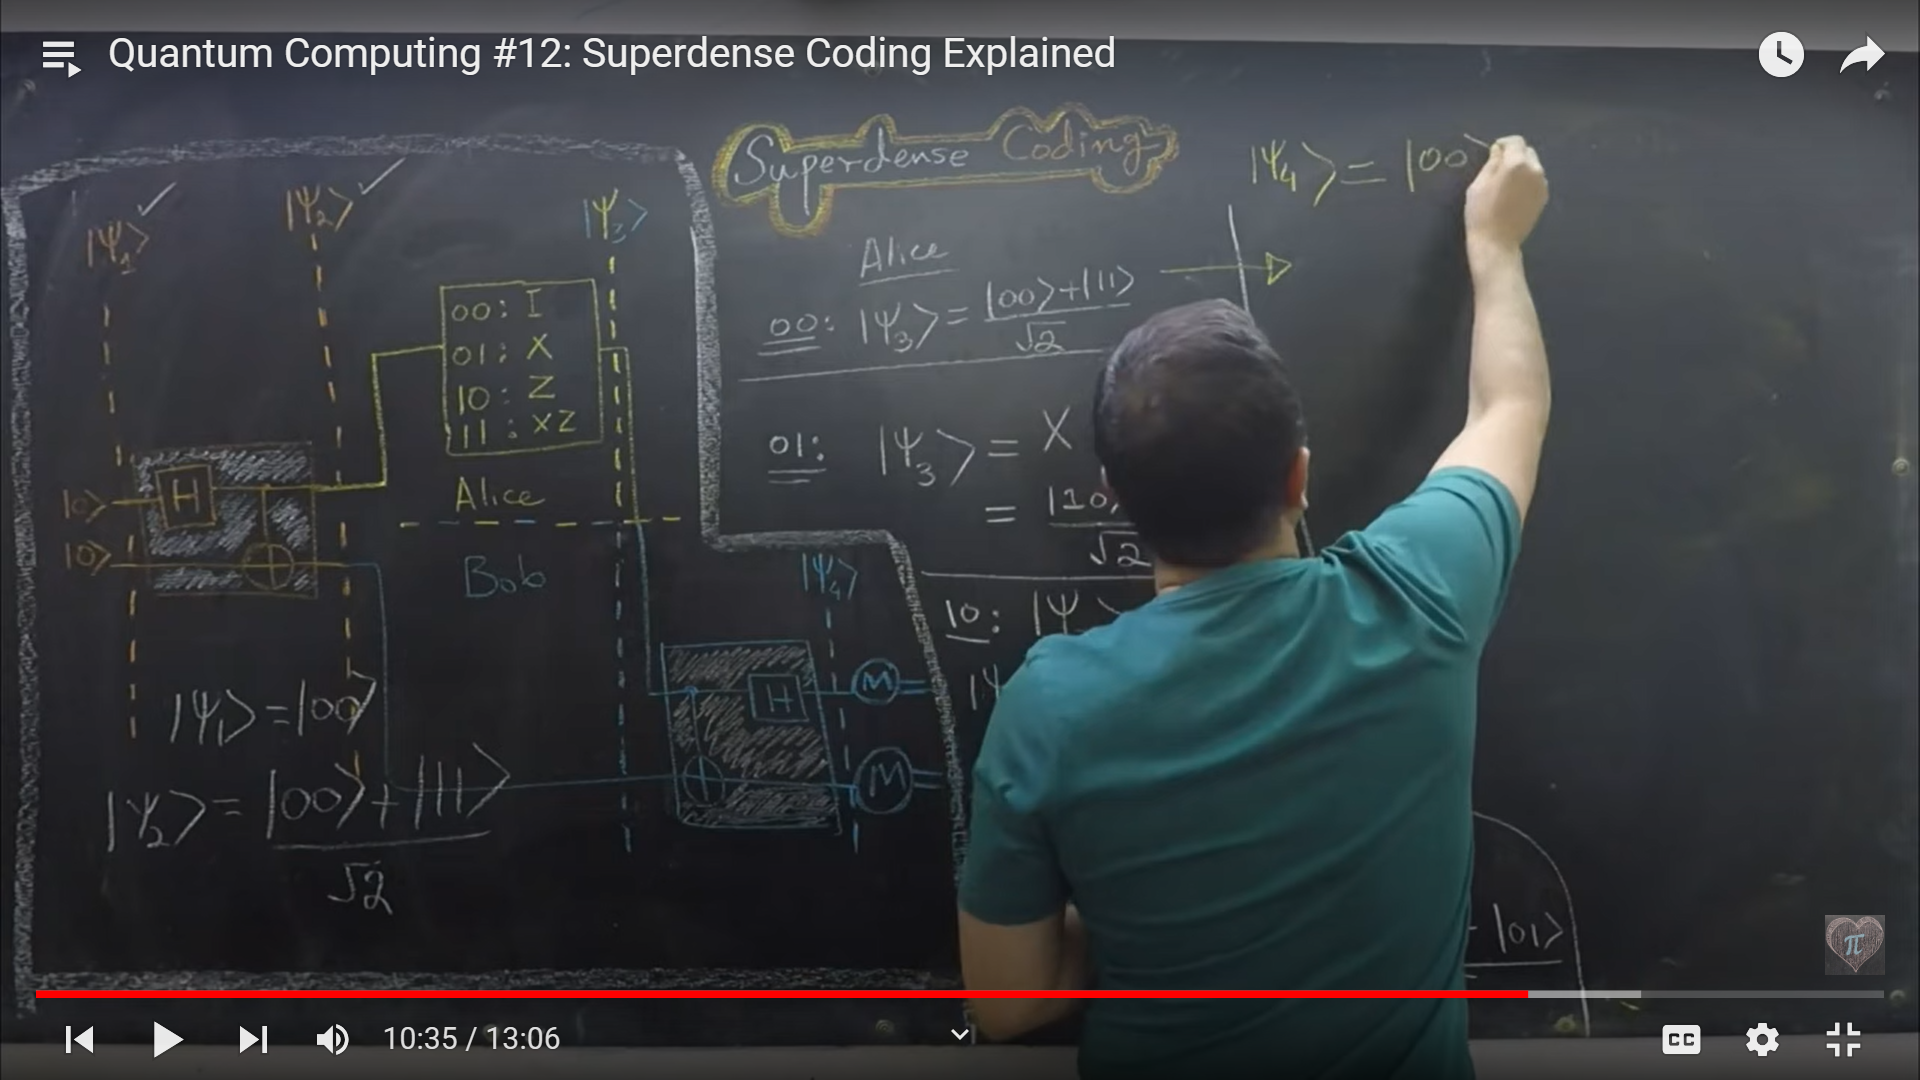 Quantum Computing #12: Superdense Coding Explained
Superdense Coding
|Ψ₁⟩
|Ψ₂⟩
|Ψ₃⟩
00: I
01: X
10: Z
11: XZ
Alice
Bob
|0⟩
|0⟩
H
|Ψ₁⟩=|00⟩
|Ψ₂⟩=|00⟩+|11⟩
√2
|Ψ₄⟩
H
M
M
Alice
00: |Ψ₃⟩=|00⟩+|11⟩
√2
01: |Ψ₃⟩= X
= |10⟩
√2
10: |Ψ
|Ψ
|Ψ₄⟩=|00⟩
- |01⟩
π
10:35 / 13:06
CC